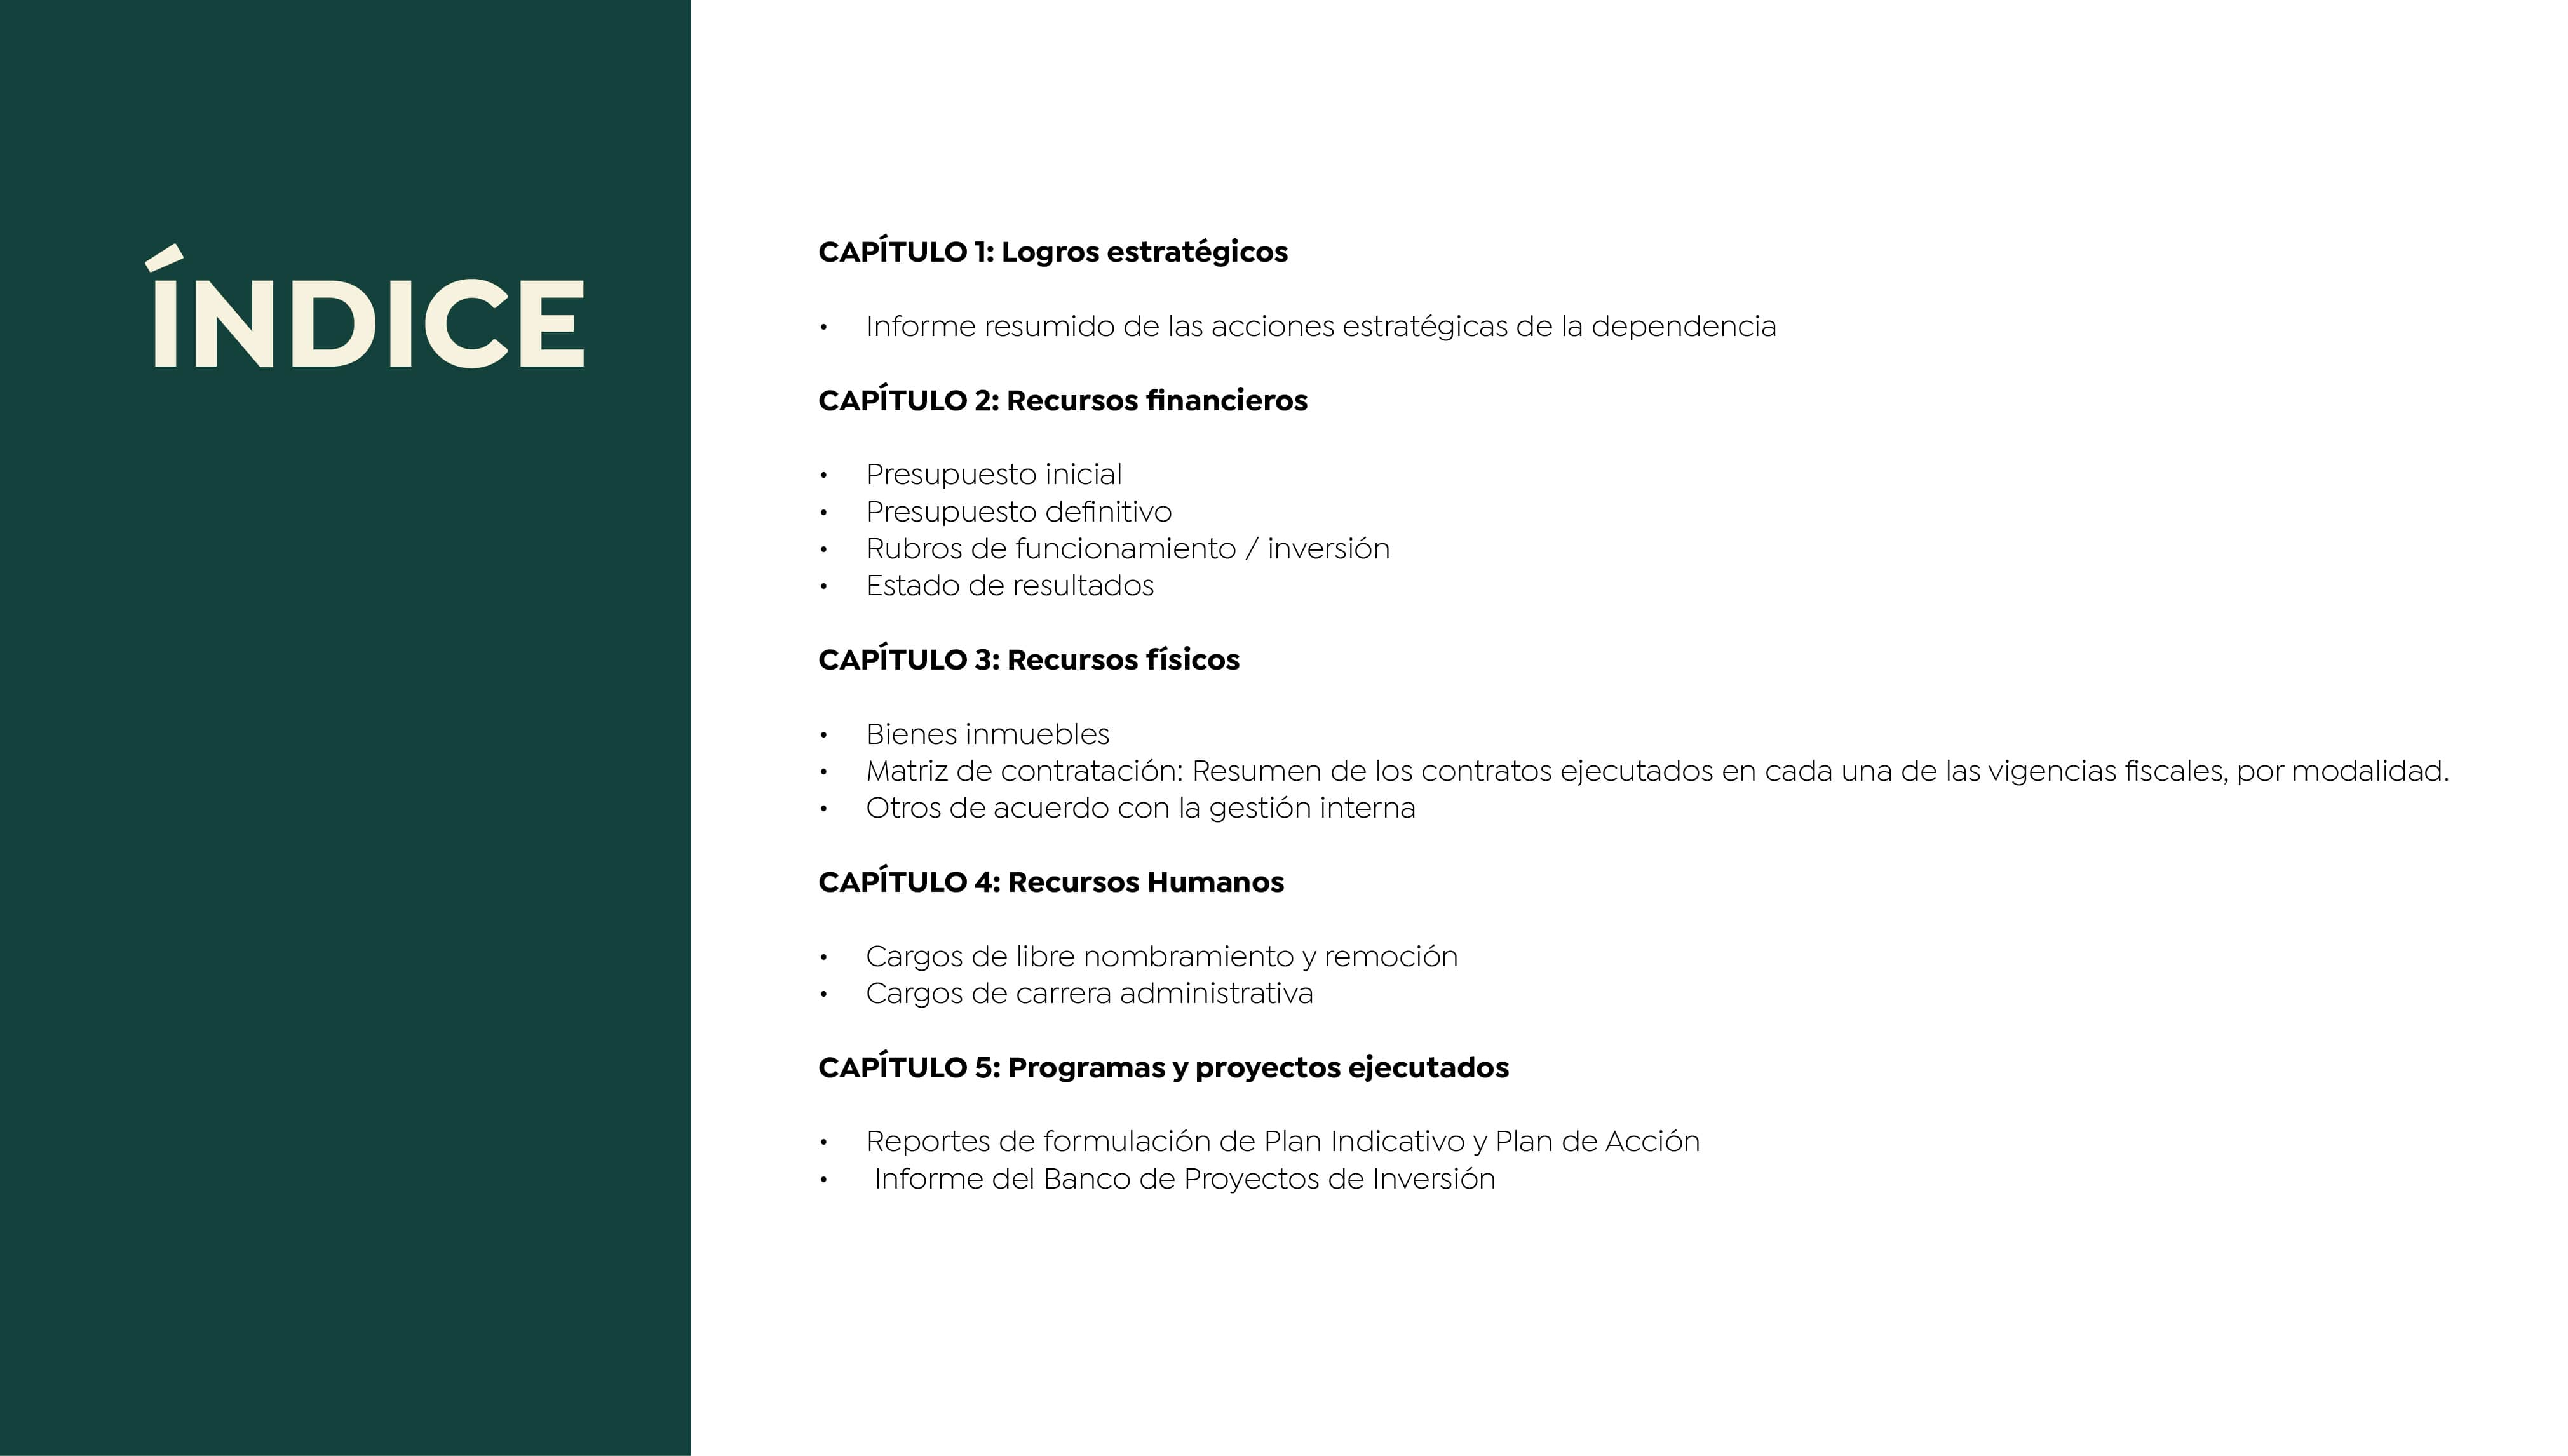 ÍNDICE
CAPÍTULO 1: Logros estratégicos
• Informe resumido de las acciones estratégicas de la dependencia
CAPÍTULO 2: Recursos financieros
• Presupuesto inicial
• Presupuesto definitivo
• Rubros de funcionamiento / inversión
• Estado de resultados
CAPÍTULO 3: Recursos físicos
• Bienes inmuebles
• Matriz de contratación: Resumen de los contratos ejecutados en cada una de las vigencias fiscales, por modalidad.
• Otros de acuerdo con la gestión interna
CAPÍTULO 4: Recursos Humanos
• Cargos de libre nombramiento y remoción
• Cargos de carrera administrativa
CAPÍTULO 5: Programas y proyectos ejecutados
• Reportes de formulación de Plan Indicativo y Plan de Acción
• Informe del Banco de Proyectos de Inversión